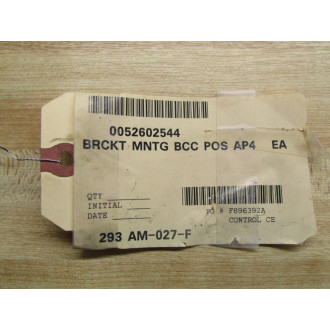 0052602544
BRCKT MNTG BCC POS AP4 EA
QTY
INITIAL
DATE
PO # F896392A
CONTROL CE
293 AM-027-F